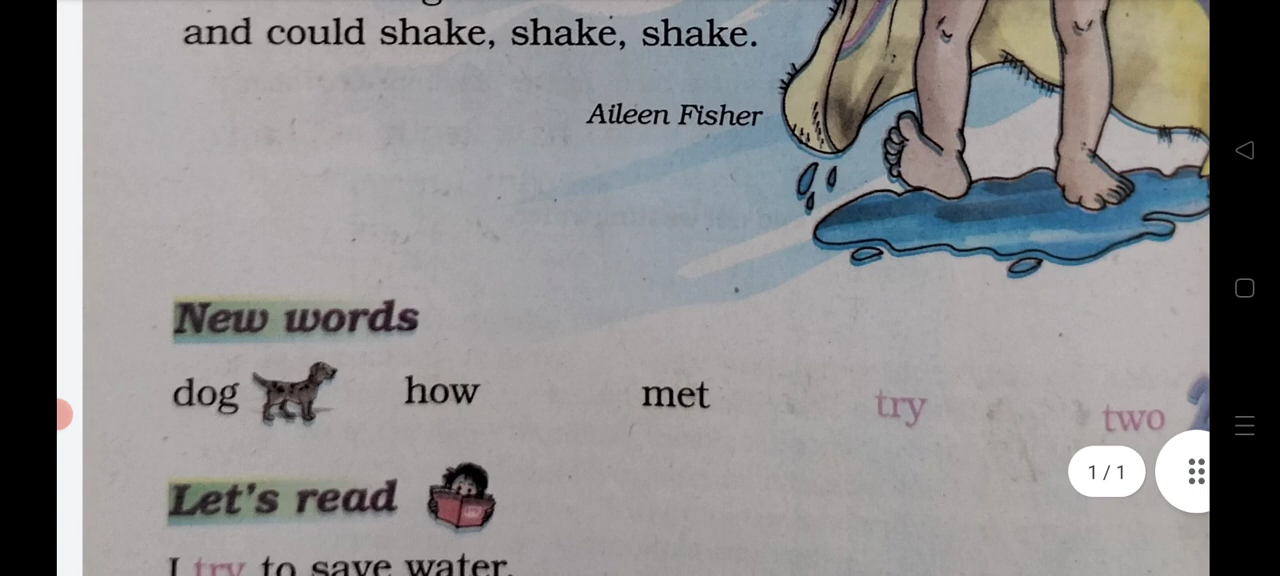 and could shake, shake, shake.
Aileen Fisher
New words
dog how met try two
Let's read
I try to save water.
1 / 1